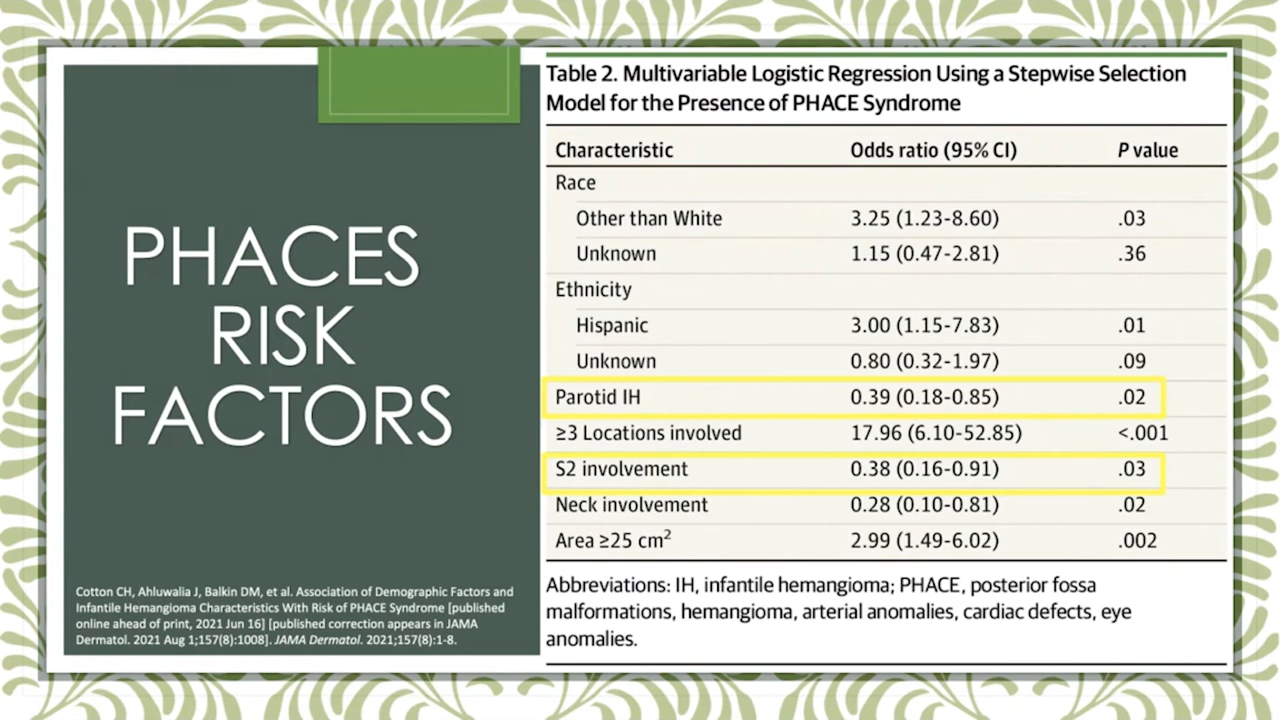 PHACES
RISK
FACTORS
Cotton CH, Ahluwalia J, Balkin DM, et al. Association of Demographic Factors and
Infantile Hemangioma Characteristics With Risk of PHACE Syndrome [published
online ahead of print, 2021 Jun 16] [published correction appears in JAMA
Dermatol. 2021 Aug 1;157(8):1008]. JAMA Dermatol. 2021;157(8):1-8.
Table 2. Multivariable Logistic Regression Using a Stepwise Selection
Model for the Presence of PHACE Syndrome
Characteristic Odds ratio (95% CI) P value
Race
Other than White 3.25 (1.23-8.60) .03
Unknown 1.15 (0.47-2.81) .36
Ethnicity
Hispanic 3.00 (1.15-7.83) .01
Unknown 0.80 (0.32-1.97) .09
Parotid IH 0.39 (0.18-0.85) .02
≥3 Locations involved 17.96 (6.10-52.85) <.001
S2 involvement 0.38 (0.16-0.91) .03
Neck involvement 0.28 (0.10-0.81) .02
Area ≥25 cm² 2.99 (1.49-6.02) .002
Abbreviations: IH, infantile hemangioma; PHACE, posterior fossa
malformations, hemangioma, arterial anomalies, cardiac defects, eye
anomalies.